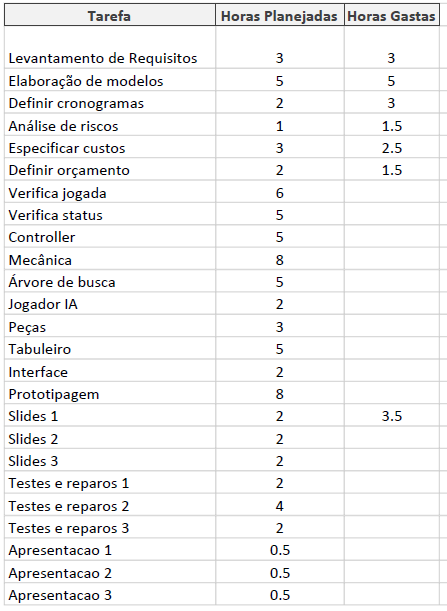 Tarefa Horas Planejadas Horas Gastas
Levantamento de Requisitos 3 3
Elaboração de modelos 5 5
Definir cronogramas 2 3
Análise de riscos 1 1.5
Especificar custos 3 2.5
Definir orçamento 2 1.5
Verifica jogada 6
Verifica status 5
Controller 5
Mecânica 8
Árvore de busca 5
Jogador IA 2
Peças 3
Tabuleiro 5
Interface 2
Prototipagem 8
Slides 1 2 3.5
Slides 2 2
Slides 3 2
Testes e reparos 1 2
Testes e reparos 2 4
Testes e reparos 3 2
Apresentacao 1 0.5
Apresentacao 2 0.5
Apresentacao 3 0.5